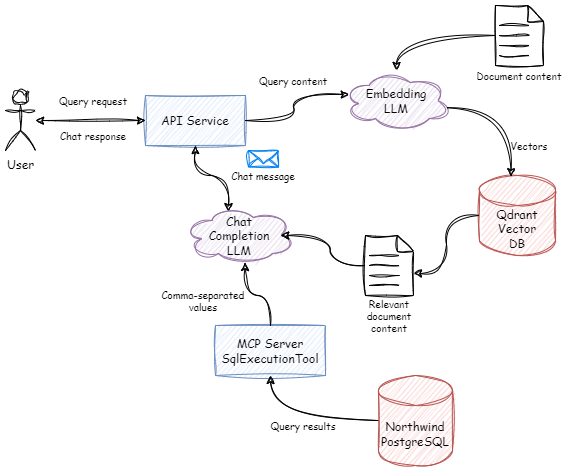 Document content
Query content
Embedding
LLM
Query request
API Service
Chat response
User
Vectors
Chat message
Qdrant
Vector
DB
Chat
Completion
LLM
Relevant
document
content
Comma-separated
values
MCP Server
SqlExecutionTool
Query results
Northwind
PostgreSQL